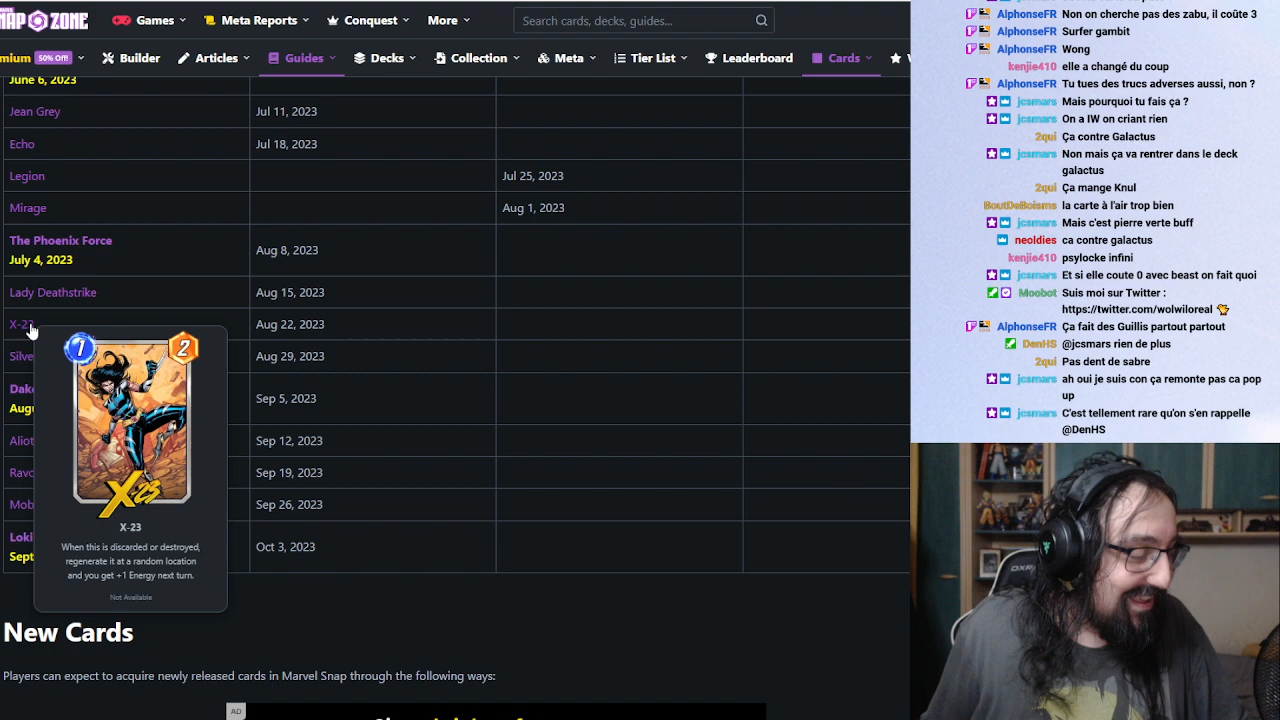 SNAP ZONE
Games
Meta Reports
Conquest
More
Search cards, decks, guides...
mium 50% Off!
Builder
Articles
Guides
Decks
Collection
Meta
Tier List
Leaderboard
Cards
June 6, 2023
Jean Grey Jul 11, 2023
Echo Jul 18, 2023
Legion Jul 25, 2023
Mirage Aug 1, 2023
The Phoenix Force
July 4, 2023
Aug 8, 2023
Lady Deathstrike Aug 15, 2023
X-23 Aug 22, 2023
Silve Aug 29, 2023
Dak
Augu
Sep 5, 2023
Aliot Sep 12, 2023
Ravo Sep 19, 2023
Mob Sep 26, 2023
Loki
Sept
Oct 3, 2023
1
2
X-23
X-23
When this is discarded or destroyed,
regenerate it at a random location
and you get +1 Energy next turn.
Not Available
New Cards
Players can expect to acquire newly released cards in Marvel Snap through the following ways:
AD
AlphonseFR Non on cherche pas des zabu, il coûte 3
AlphonseFR Surfer gambit
AlphonseFR Wong
kenjie410 elle a changé du coup
AlphonseFR Tu tues des trucs adverses aussi, non ?
jcsmars Mais pourquoi tu fais ça ?
jcsmars On a IW on criant rien
2qui Ça contre Galactus
jcsmars Non mais ça va rentrer dans le deck
galactus
2qui Ça mange Knul
BoutDeBoisms la carte à l'air trop bien
jcsmars Mais c'est pierre verte buff
neoldies ca contre galactus
kenjie410 psylocke infini
jcsmars Et si elle coute 0 avec beast on fait quoi
Moobot Suis moi sur Twitter :
https://twitter.com/wolwiloreal
AlphonseFR Ça fait des Guillis partout partout
DenHS @jcsmars rien de plus
2qui Pas dent de sabre
jcsmars ah oui je suis con ça remonte pas ca pop
up
jcsmars C'est tellement rare qu'on s'en rappelle
@DenHS